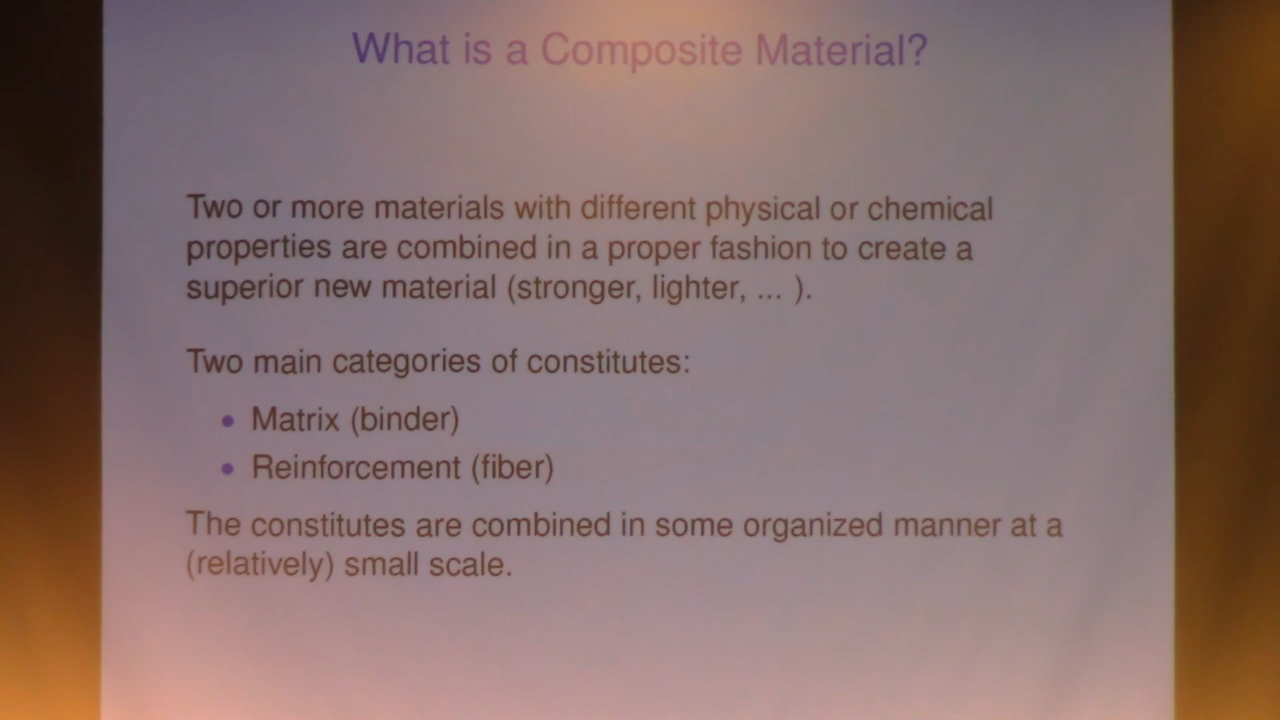 What is a Composite Material?
Two or more materials with different physical or chemical
properties are combined in a proper fashion to create a
superior new material (stronger, lighter, ... ).
Two main categories of constitutes:
• Matrix (binder)
• Reinforcement (fiber)
The constitutes are combined in some organized manner at a
(relatively) small scale.